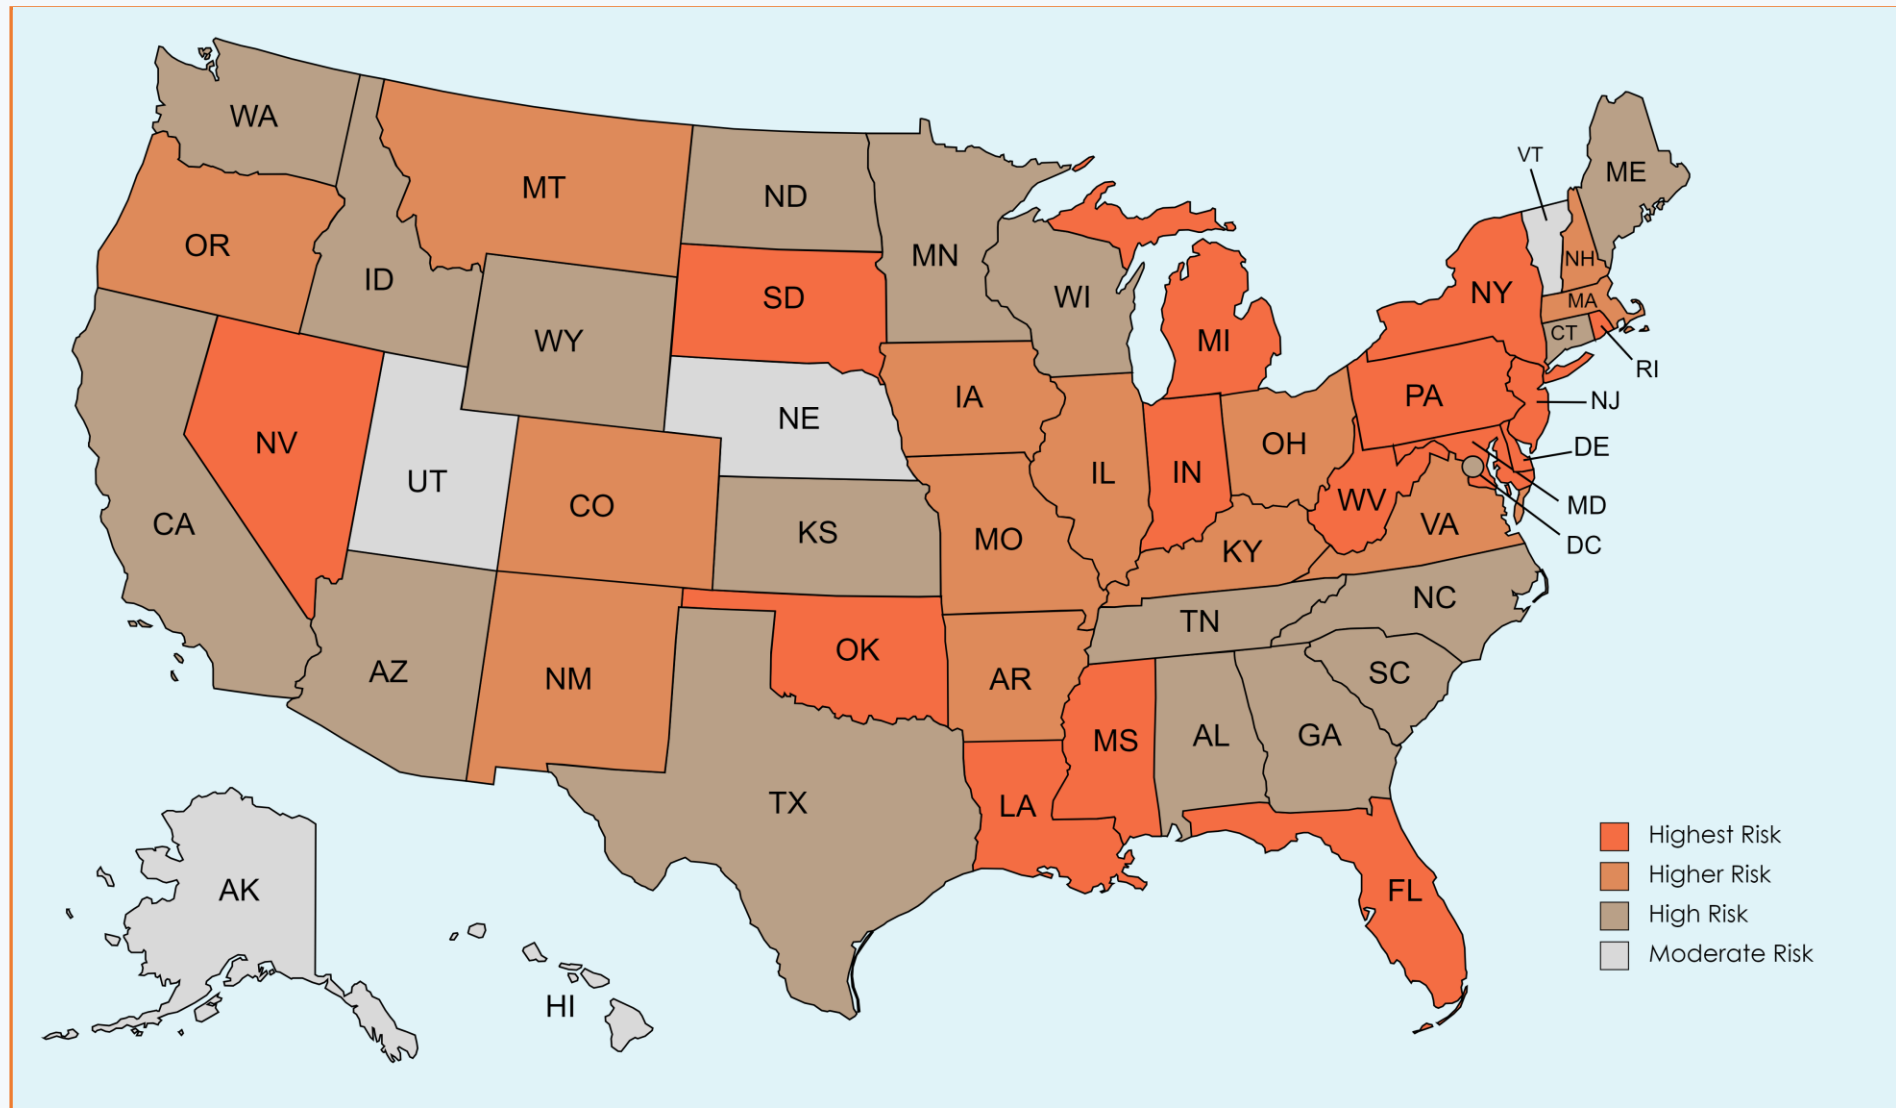 WA
MT
ND
MN
VT
ME
OR
ID
SD
WI
NH
NY
MA
WY
MI
CT
RI
NE
IA
PA
NJ
NV
UT
CO
KS
MO
IL
IN
OH
DE
WV
VA
MD
DC
CA
KY
NC
TN
AZ
NM
OK
AR
SC
MS
AL
GA
TX
LA
FL
AK
HI
Highest Risk
Higher Risk
High Risk
Moderate Risk